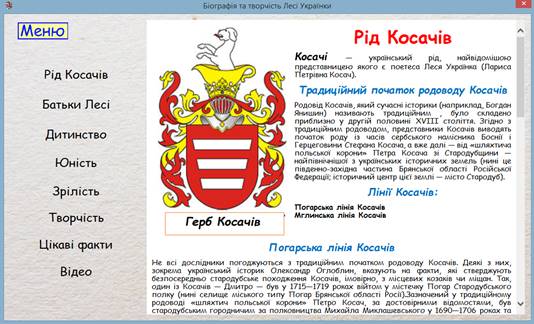 Біографія та творчість Лесі Українки
Меню
Рід Косачів
Батьки Лесі
Дитинство
Юність
Зрілість
Творчість
Цікаві факти
Відео
Герб Косачів
Рід Косачів
Косачі — український рід, найвідомішою
представницею якого є поетеса Леся Українка (Лариса
Петрівна Косач).
Традиційний початок родоводу Косачів
Родовід Косачів, який сучасні історики (наприклад, Богдан
Янишин) називають традиційним , було складено
приблизно у другій половині XVIII століття. Згідно з
традиційним родоводом, представники Косачів виводять
початок роду із часів сербського намісника Боснії і
Герцеговини Стефана Косача, а вже далі — від «шляхтича
польської корони» Петра Косача зі Стародубщини —
найпівнічнішої з українських історичних земель (нині це
південно-західна частина Брянської області Російської
Федерації; історичний центр цієї землі — місто Стародуб).
Лінії Косачів:
Погарська лінія Косачів
Мглинська лінія Косачів
Погарська лінія Косачів
Не всі дослідники погоджуються з традиційним початком родоводу Косачів. Деякі з них,
зокрема український історик Олександр Оглоблин, вказують на факти, які стверджують
безпосередньо стародубське походження Косачів, імовірно, з місцевих козаків чи міщан. Так,
один із Косачів — Дмитро — був у 1715—1719 роках війтом у містечку Погар Стародубського
полку (нині селище міського типу Погар Брянської області Росії).Зазначений у традиційному
родоводі «шляхтич польської корони» Петро Косач, за достовірними відомостями, був
стародубським городничим за полковництва Михайла Миклашевського у 1690—1706 роках та